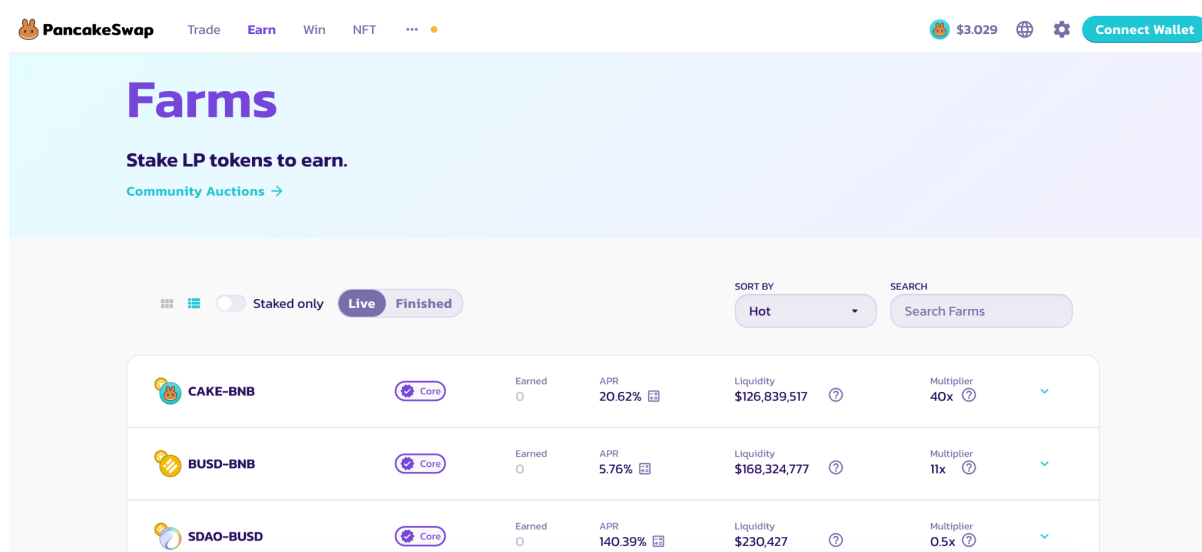 PancakeSwap Trade Earn Win NFT ... $3.029 Connect Wallet
Farms
Stake LP tokens to earn.
Community Auctions →
SORT BY SEARCH
Staked only Live Finished Hot Search Farms
Earned APR Liquidity Multiplier
CAKE-BNB Core 0 20.62% $126,839,517 ? 40x ?
Earned APR Liquidity Multiplier
BUSD-BNB Core 0 5.76% $168,324,777 ? 11x ?
Earned APR Liquidity Multiplier
SDAO-BUSD Core 0 140.39% $230,427 ? 0.5x ?